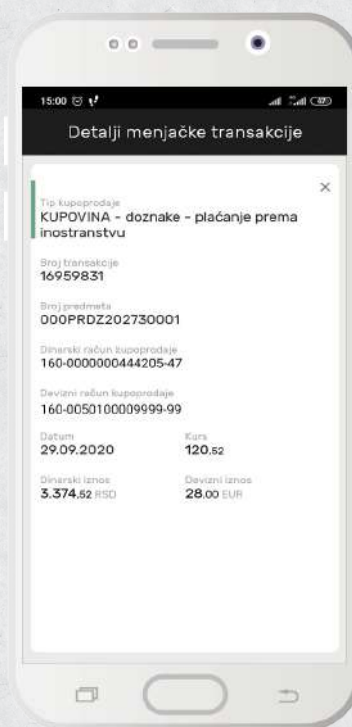 15:00
Detalji menjačke transakcije
Tip kupoprodaje
KUPOVINA - doznake - plaćanje prema
inostranstvu
Broj transakcije
16959831
Broj predmeta
000PRDZ202730001
Dinarski račun kupoprodaje
160-0000000444205-47
Devizni račun kupoprodaje
160-0050100009999-99
Datum Kurs
29.09.2020 120,52
Dinarski iznos Devizni iznos
3.374,52 RSD 28,00 EUR